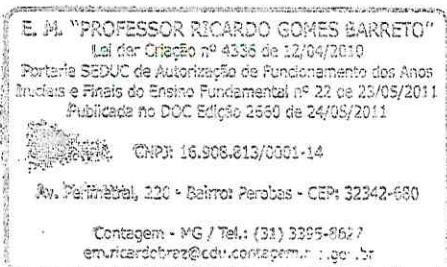 E. M. "PROFESSOR RICARDO GOMES BARRETO"
Lei der Criação nº 4336 de 12/04/2010
Portaria SEDUC de Autorização de Funcionamento dos Anos
Iniciais e Finais do Ensino Fundamental nº 22 de 23/05/2011
Publicada no DOC Edição 2660 de 24/05/2011
CNPJ: 16.908.813/0001-14
Av. Perimetral, 220 - Bairro: Perobas - CEP: 32342-680
Contagem - MG / Tel.: (31) 3395-8627